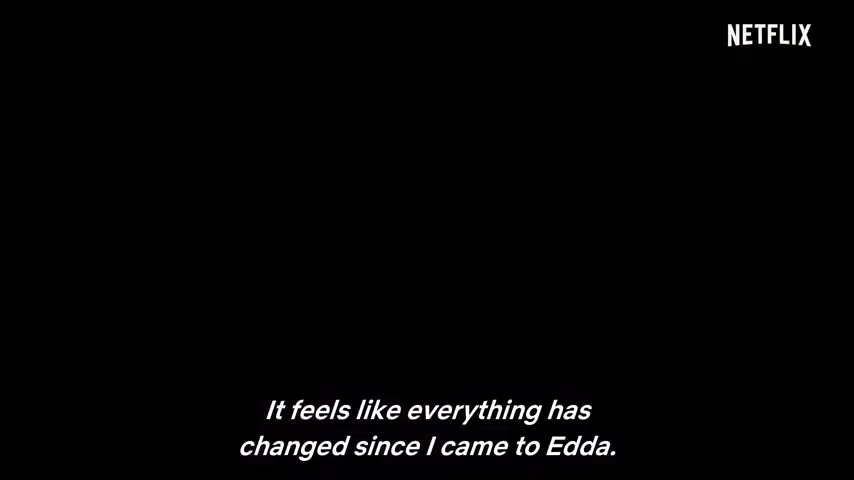 NETFLIX
It feels like everything has
changed since I came to Edda.